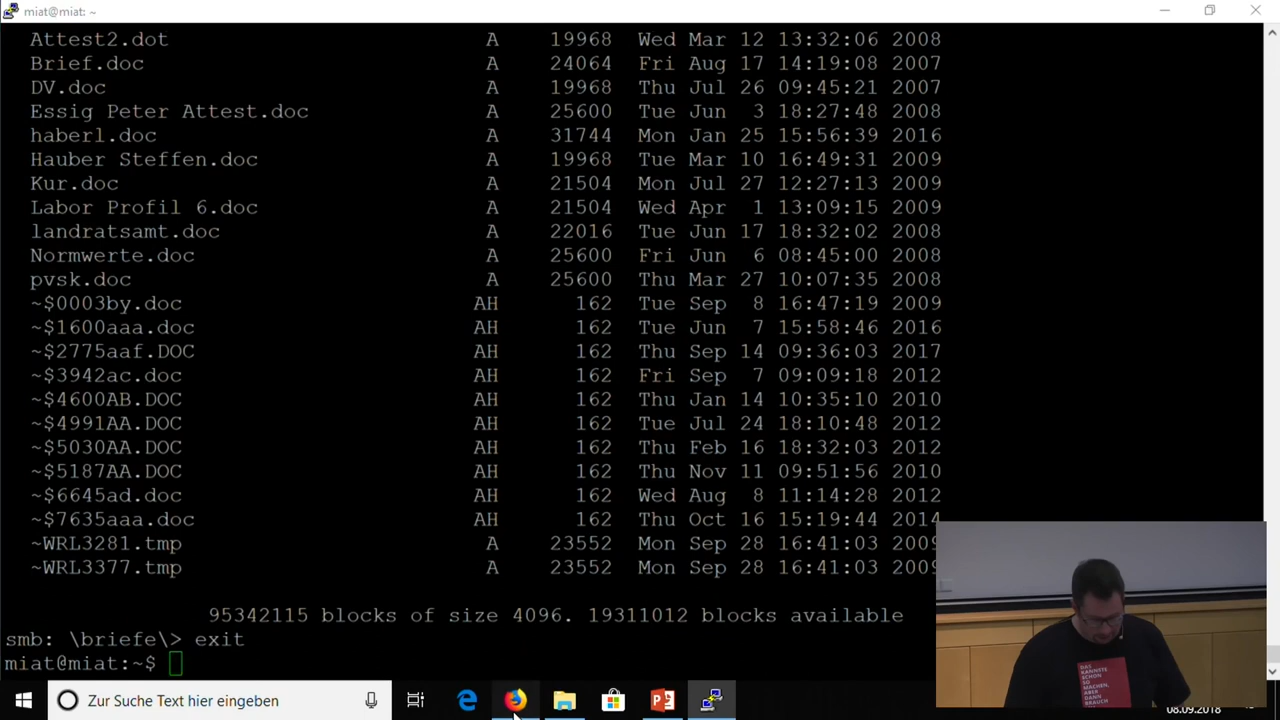 miat@miat: ~
Attest2.dot A 19968 Wed Mar 12 13:32:06 2008
Brief.doc A 24064 Fri Aug 17 14:19:08 2007
DV.doc A 19968 Thu Jul 26 09:45:21 2007
Essig Peter Attest.doc A 25600 Tue Jun 3 18:27:48 2008
haberl.doc A 31744 Mon Jan 25 15:56:39 2016
Hauber Steffen.doc A 19968 Tue Mar 10 16:49:31 2009
Kur.doc A 21504 Mon Jul 27 12:27:13 2009
Labor Profil 6.doc A 21504 Wed Apr 1 13:09:15 2009
landratsamt.doc A 22016 Tue Jun 17 18:32:02 2008
Normwerte.doc A 25600 Fri Jun 6 08:45:00 2008
pvsk.doc A 25600 Thu Mar 27 10:07:35 2008
~$0003by.doc AH 162 Tue Sep 8 16:47:19 2009
~$1600aaa.doc AH 162 Tue Jun 7 15:58:46 2016
~$2775aaf.DOC AH 162 Thu Sep 14 09:36:03 2017
~$3942ac.doc AH 162 Fri Sep 7 09:09:18 2012
~$4600AB.DOC AH 162 Thu Jan 14 10:35:10 2010
~$4991AA.DOC AH 162 Tue Jul 24 18:10:48 2012
~$5030AA.DOC AH 162 Thu Feb 16 18:32:03 2012
~$5187AA.DOC AH 162 Thu Nov 11 09:51:56 2010
~$6645ad.doc AH 162 Wed Aug 8 11:14:28 2012
~$7635aaa.doc AH 162 Thu Oct 16 15:19:44 2014
~WRL3281.tmp A 23552 Mon Sep 28 16:41:03 2009
~WRL3377.tmp A 23552 Mon Sep 28 16:41:03 2009
95342115 blocks of size 4096. 19311012 blocks available
smb: \briefe\> exit
miat@miat:~$
DAS
KANNSTE
SCHON
SO
MACHEN,
ABER
DANN
BRAUCH
Zur Suche Text hier eingeben
08.09.2018